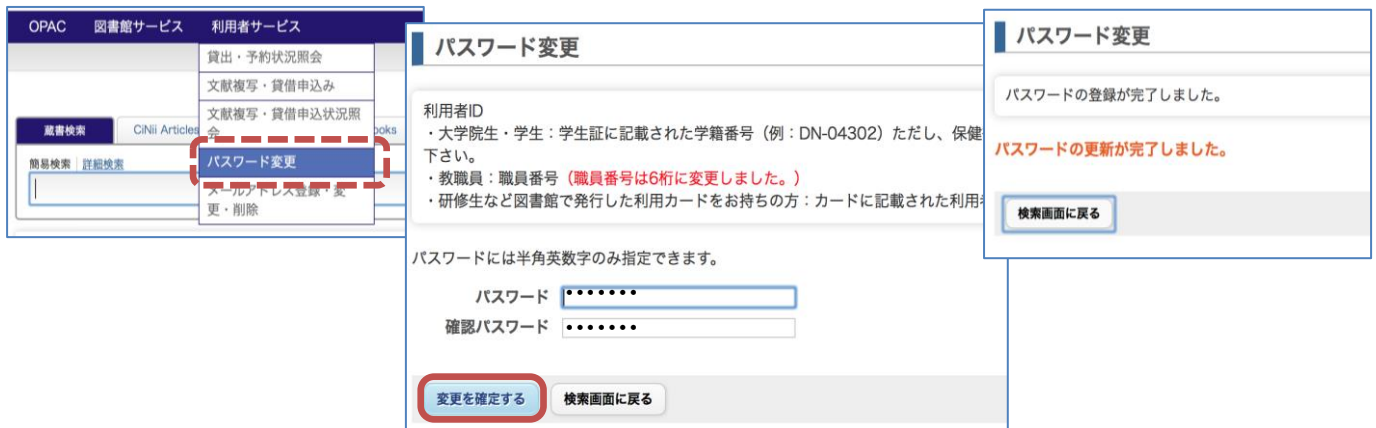 OPAC 図書館サービス 利用者サービス
貸出・予約状況照会
文献複写・貸借申込み
文献複写・貸借申込状況照
会
パスワード変更
メールアドレス登録・変
更・削除
蔵書検索 CiNii Articles ooks
簡易検索 詳細検索
パスワード変更
利用者ID
・大学院生・学生：学生証に記載された学籍番号（例：DN-04302）ただし、保健
下さい。
・教職員：職員番号（職員番号は6桁に変更しました。）
・研修生など図書館で発行した利用カードをお持ちの方：カードに記載された利用
パスワードには半角英数字のみ指定できます。
パスワード •••••••
確認パスワード •••••••
変更を確定する 検索画面に戻る
パスワード変更
パスワードの登録が完了しました。
パスワードの更新が完了しました。
検索画面に戻る